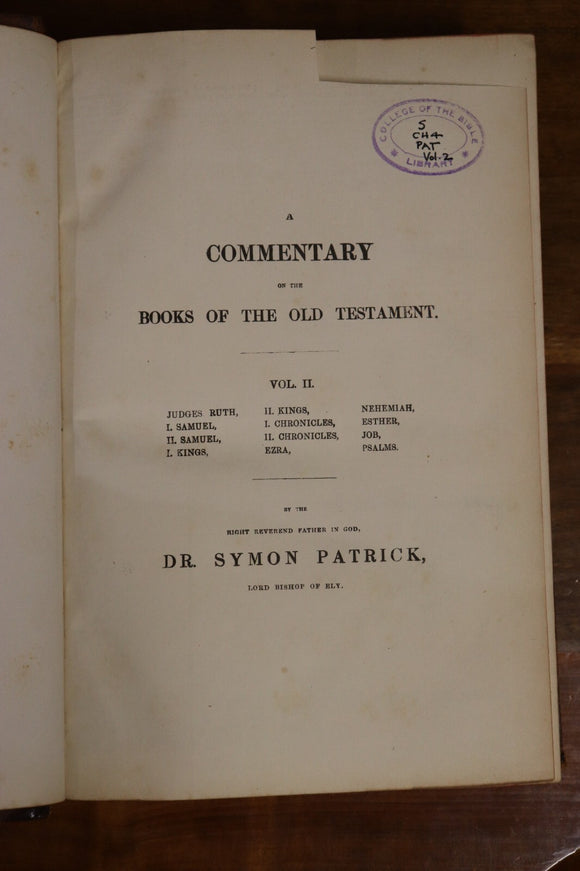 COLLEGE OF THE BIBLE
S
CH4
PAT
Vol. 2
LIBRARY
A
COMMENTARY
ON THE
BOOKS OF THE OLD TESTAMENT.
VOL. II.
JUDGES RUTH,
I. SAMUEL,
II. SAMUEL,
I. KINGS,
II. KINGS,
I. CHRONICLES,
II. CHRONICLES,
EZRA,
NEHEMIAH,
ESTHER,
JOB,
PSALMS.
BY THE
RIGHT REVEREND FATHER IN GOD,
DR. SYMON PATRICK,
LORD BISHOP OF ELY.